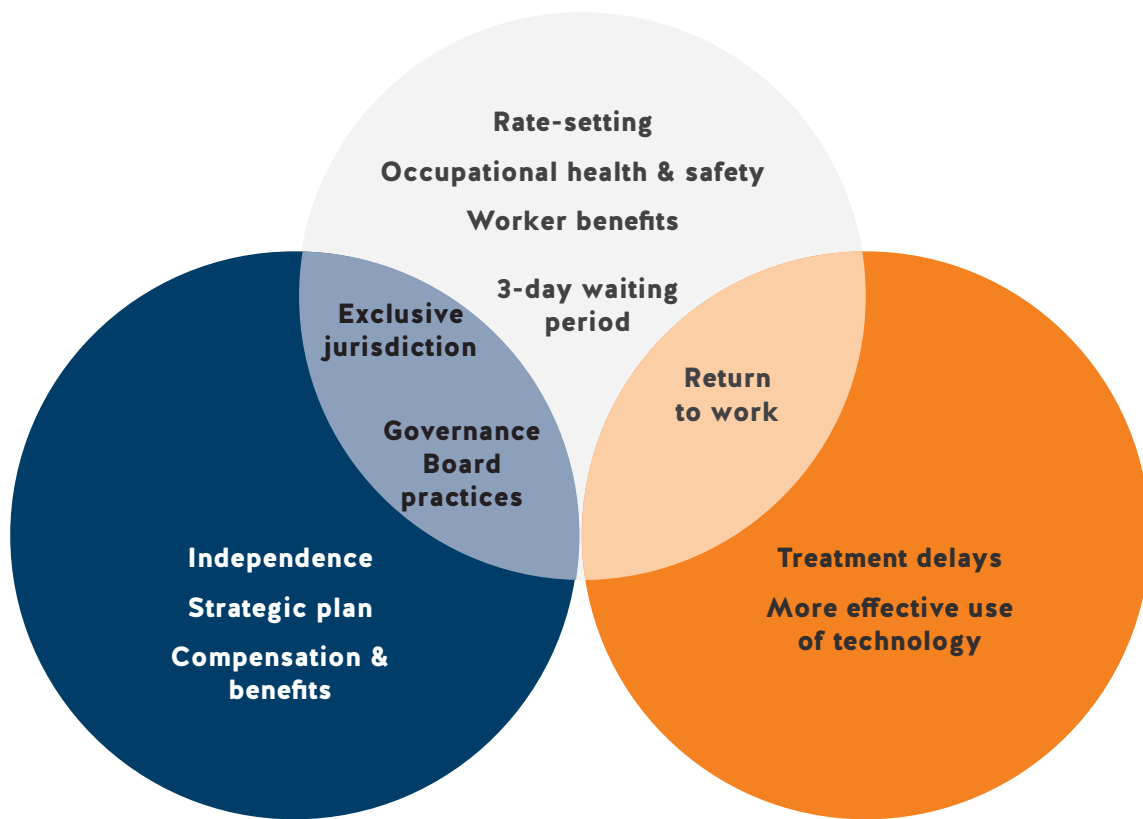 Rate-setting
Occupational health & safety
Worker benefits
3-day waiting
period
Exclusive
jurisdiction
Governance
Board
practices
Return
to work
Independence
Strategic plan
Compensation &
benefits
Treatment delays
More effective use
of technology